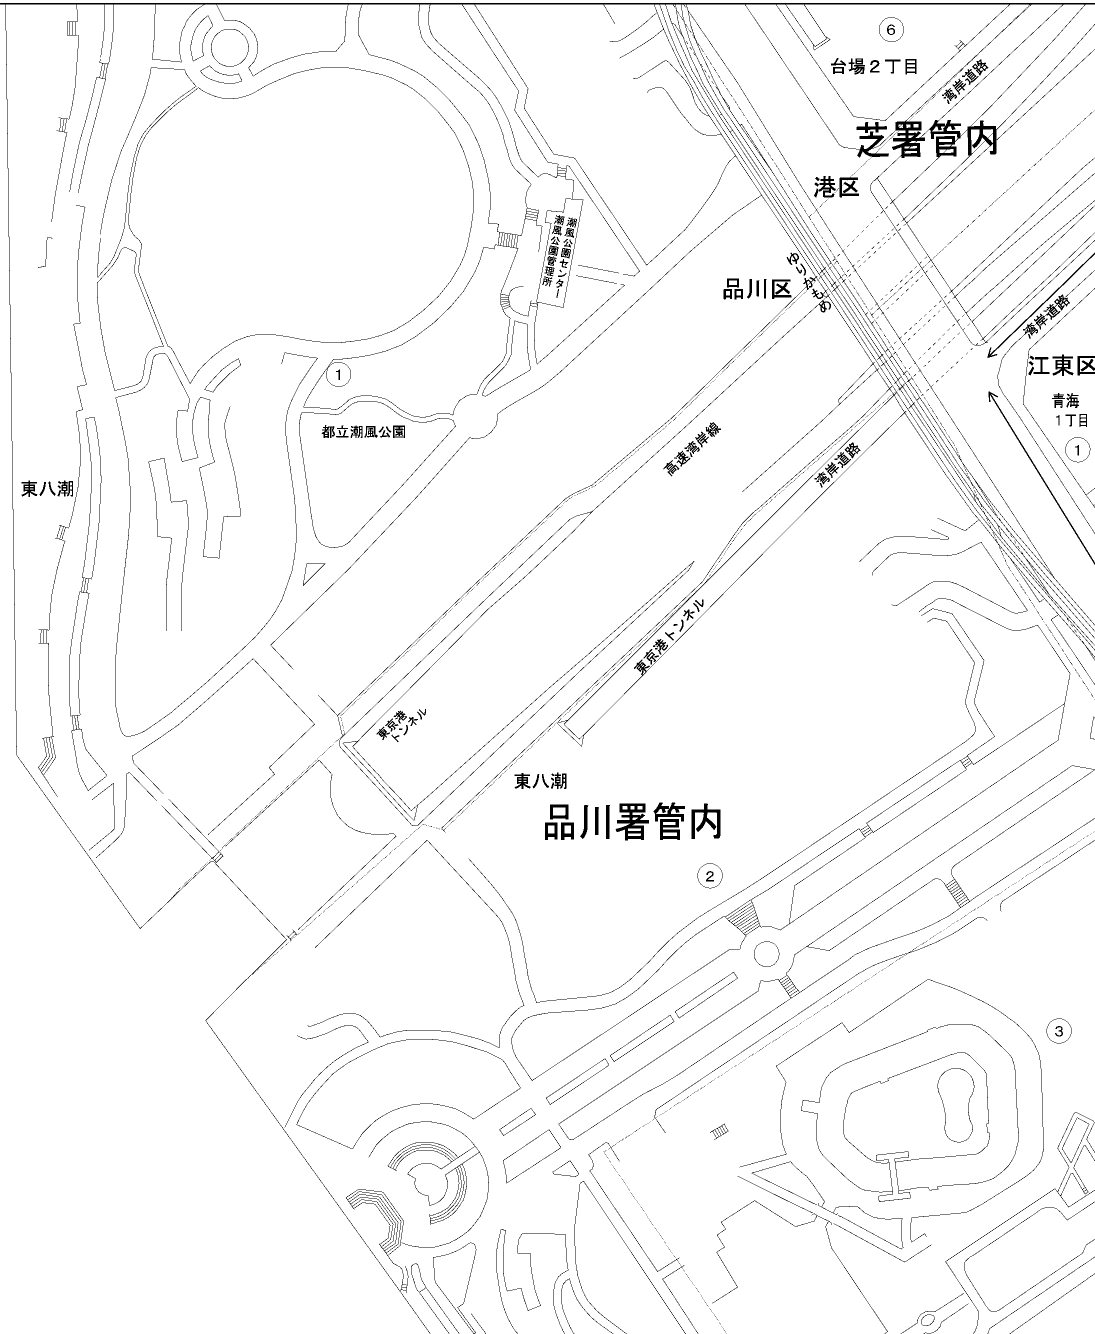 6
台場２丁目
湾岸道路
芝署管内
港区
潮風公園センター
潮風公園管理所
品川区
ゆりかもめ
湾岸道路
江東区
青海
１丁目
1
1
都立潮風公園
高速湾岸線
湾岸道路
東八潮
東京港トンネル
東京港
トンネル
東八潮
品川署管内
2
3